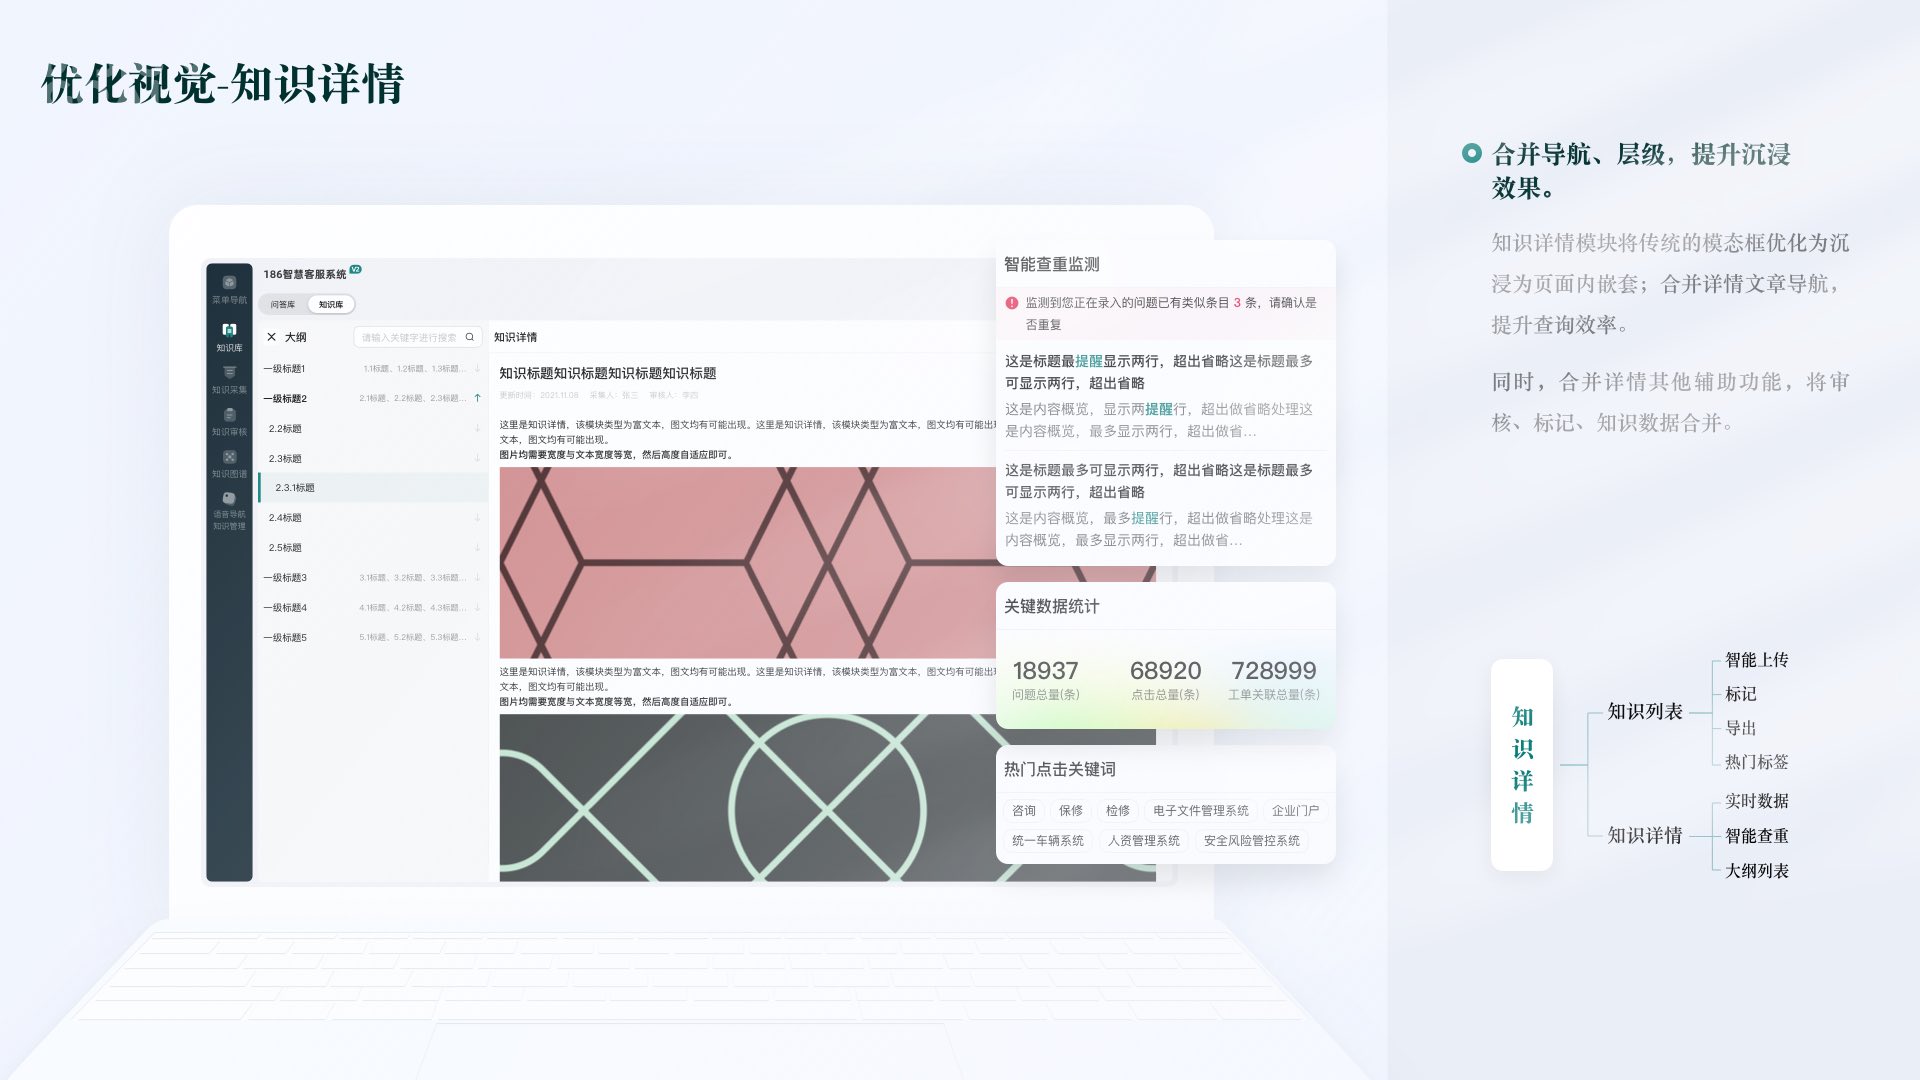 优化视觉-知识详情
186智慧客服系统 V2
问答库 知识库
菜单导航
知识库
知识采集
知识审核
知识图谱
语音导航
知识管理
大纲
请输入关键字进行搜索
一级标题1 1.1标题、1.2标题、1.3标题...
一级标题2 2.1标题、2.2标题、2.3标题...
2.2标题
2.3标题
2.3.1标题
2.4标题
2.5标题
一级标题3 3.1标题、3.2标题、3.3标题...
一级标题4 4.1标题、4.2标题、4.3标题...
一级标题5 5.1标题、5.2标题、5.3标题...
知识详情
知识标题知识标题知识标题知识标题
更新时间 2021.11.08 采集人：张三 审核人：李四
这里是知识详情，该模块类型为富文本，图文均有可能出现。这里是知识详情，该模块类型为富文本，图文均有可能出
文本，图文均有可能出现。
图片均需要宽度与文本宽度等宽，然后高度自适应即可。
这里是知识详情，该模块类型为富文本，图文均有可能出现。这里是知识详情，该模块类型为富文本，图文均有可能出
文本，图文均有可能出现。
图片均需要宽度与文本宽度等宽，然后高度自适应即可。
智能查重监测
监测到您正在录入的问题已有类似条目 3 条，请确认是
否重复
这是标题最提醒显示两行，超出省略这是标题最多
可显示两行，超出省略
这是内容概览，显示两提醒行，超出做省略处理这
是内容概览，最多显示两行，超出做省...
这是标题最多可显示两行，超出省略这是标题最多
可显示两行，超出省略
这是内容概览，最多提醒行，超出做省略处理这是
内容概览，最多显示两行，超出做省...
关键数据统计
18937 68920 728999
问题总量(条) 点击总量(条) 工单关联总量(条)
热门点击关键词
咨询 保修 检修 电子文件管理系统 企业门户
统一车辆系统 人资管理系统 安全风险管控系统
合并导航、层级，提升沉浸
效果。
知识详情模块将传统的模态框优化为沉
浸为页面内嵌套；合并详情文章导航，
提升查询效率。
同时，合并详情其他辅助功能，将审
核、标记、知识数据合并。
知
识
详
情
知识列表
智能上传
标记
导出
热门标签
知识详情
实时数据
智能查重
大纲列表